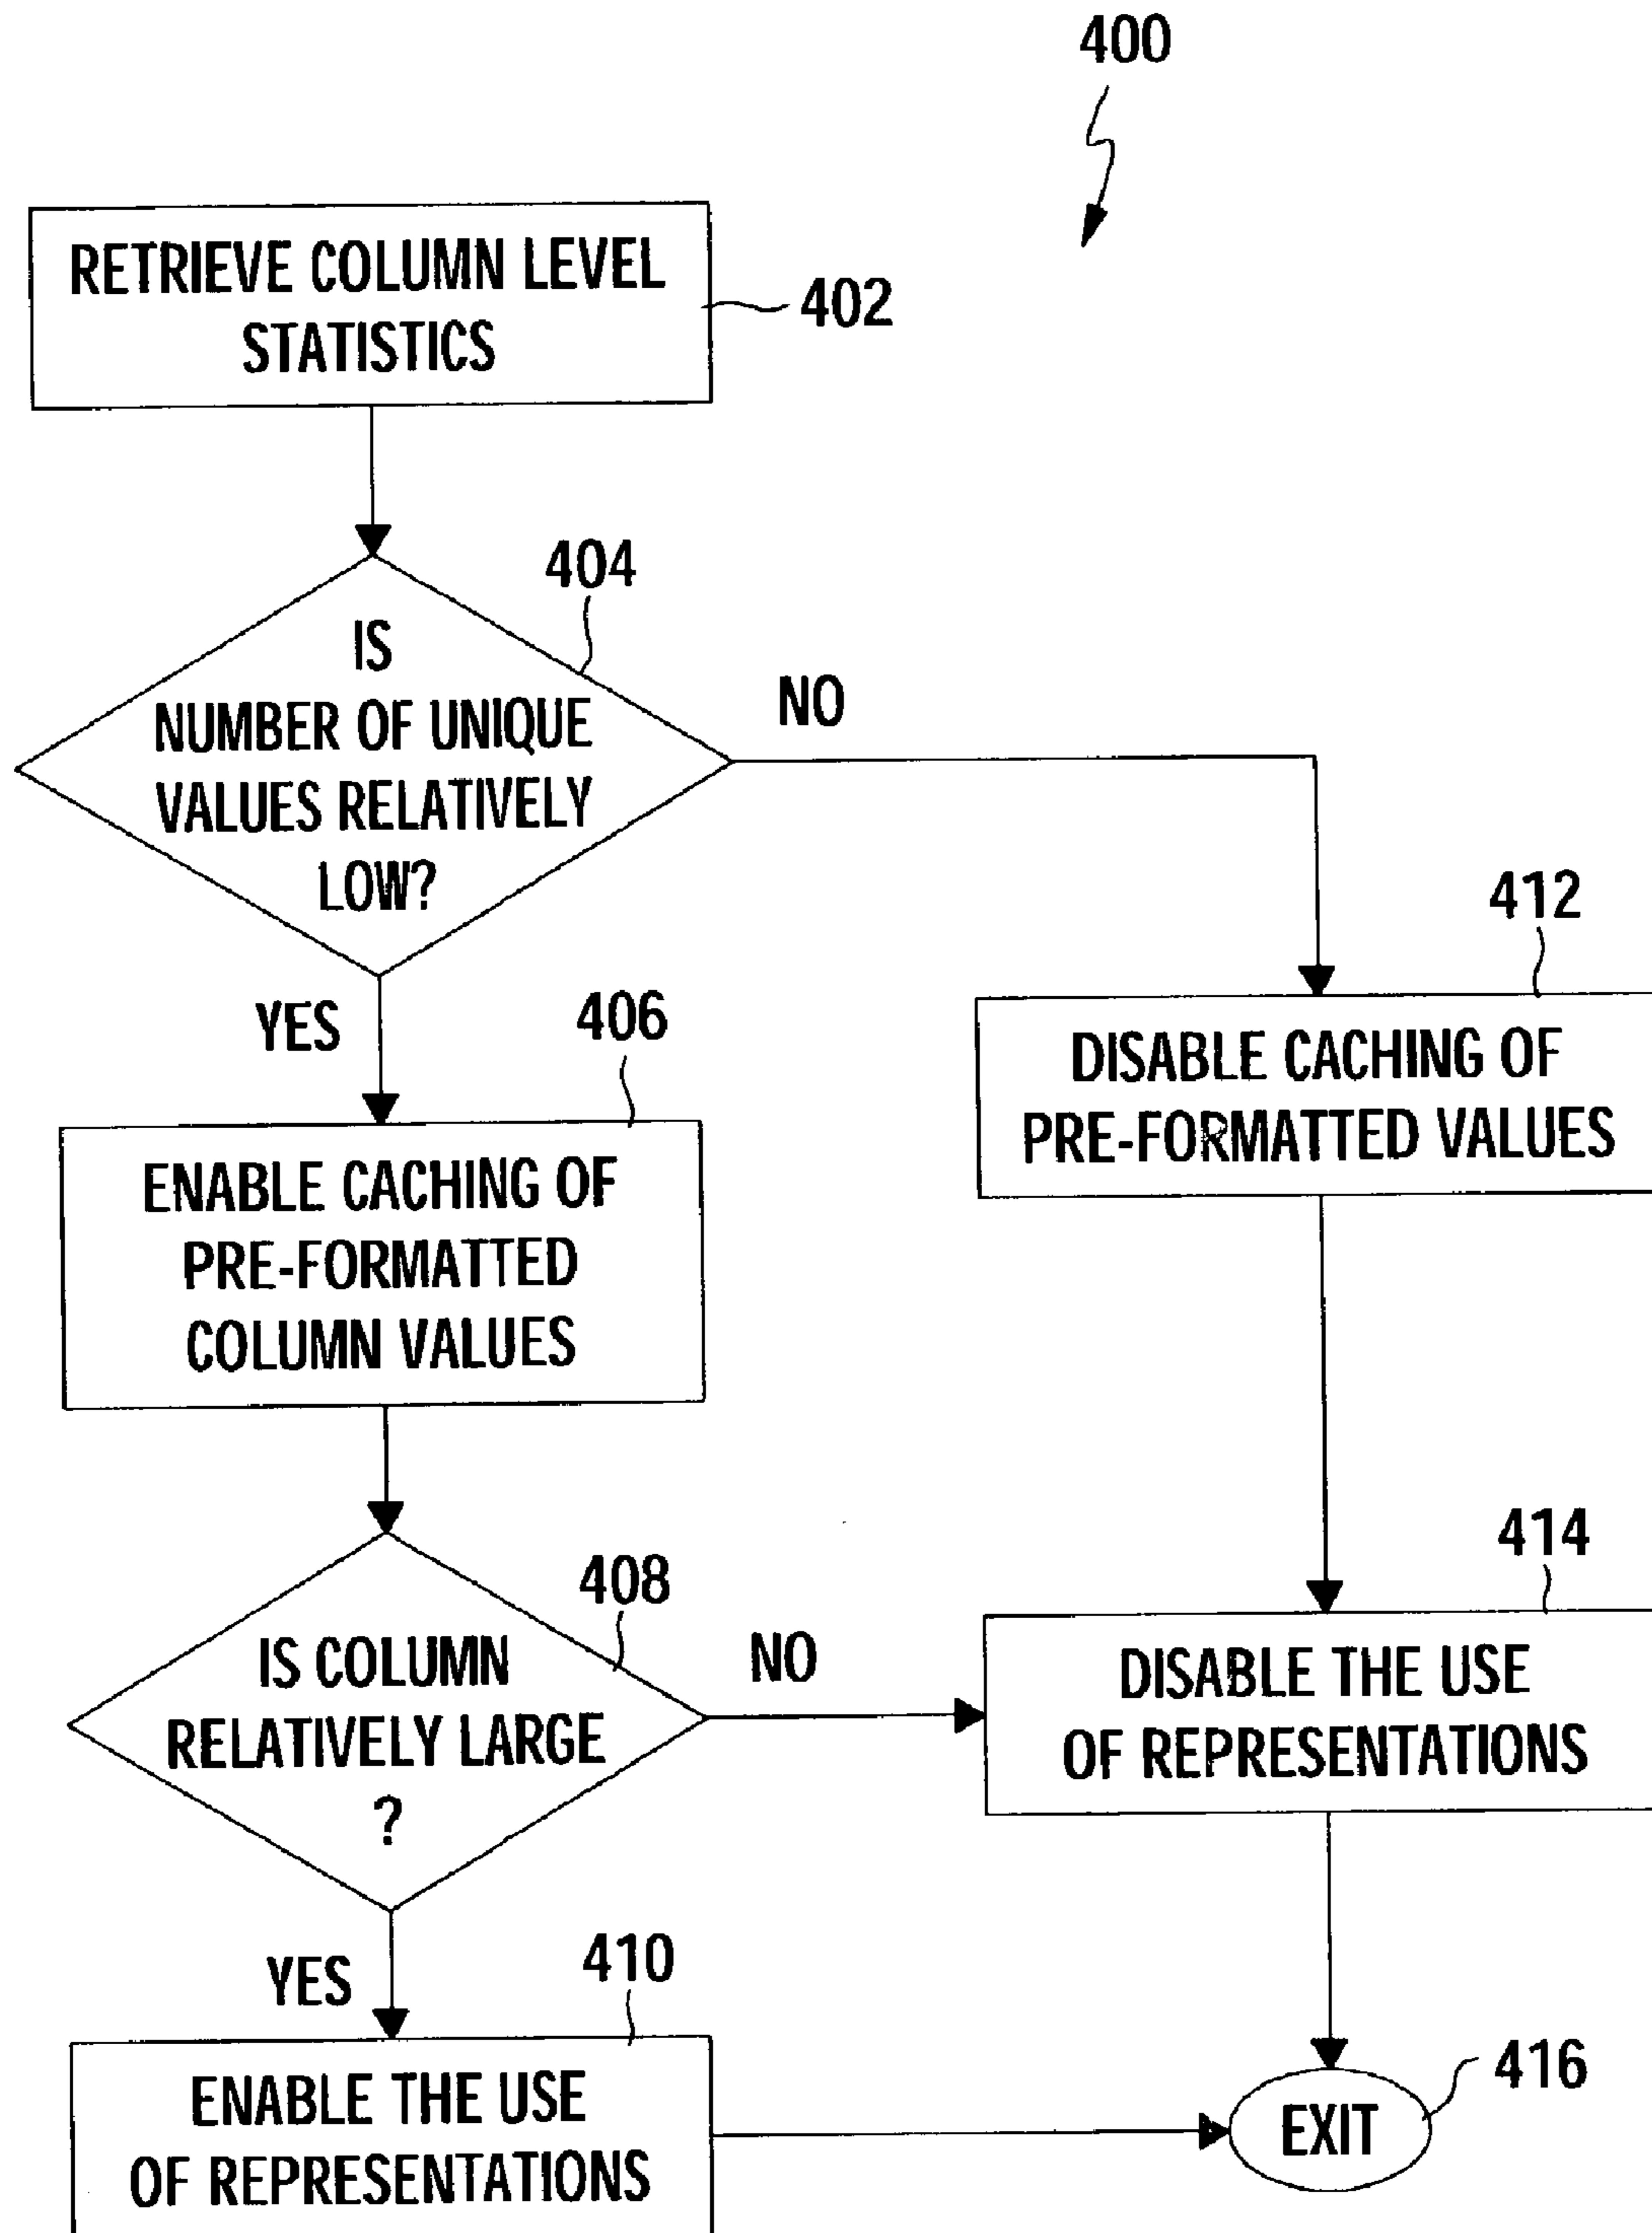 400
RETRIEVE COLUMN LEVEL
STATISTICS
402
404
IS
NUMBER OF UNIQUE
VALUES RELATIVELY
LOW?
NO
YES
406
ENABLE CACHING OF
PRE-FORMATTED
COLUMN VALUES
412
DISABLE CACHING OF
PRE-FORMATTED VALUES
408
IS COLUMN
RELATIVELY LARGE
?
NO
YES
414
DISABLE THE USE
OF REPRESENTATIONS
410
ENABLE THE USE
OF REPRESENTATIONS
EXIT
416